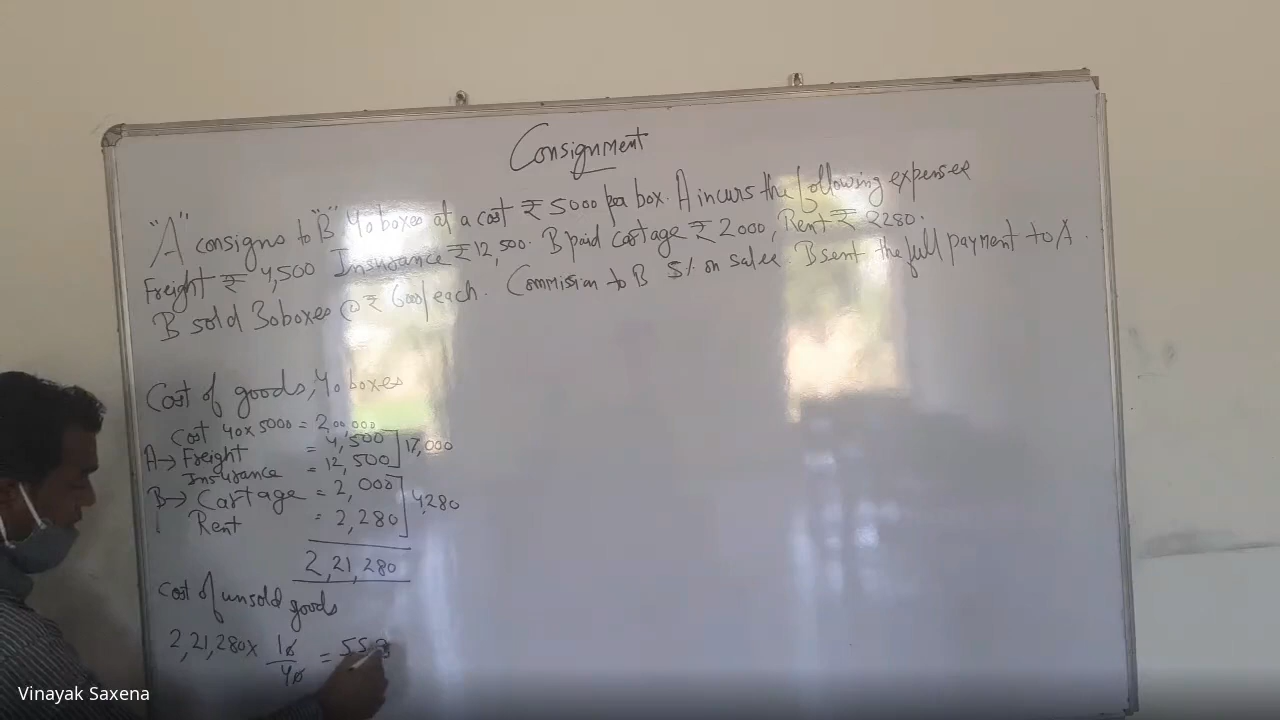 Consignment
"A" consigns to "B" 40 boxes at a cost ₹ 5000 per box. A incurs the following expenses
Freight ₹ 4,500 Insurance ₹ 12,500. B paid cartage ₹ 2000, Rent ₹ 2280.
B sold 30 boxes @ ₹ 6000/each. Commission to B 5% on sales. B sent the full payment to A.
Cost of goods, 40 boxes
Cost 40 x 5000 = 2,00,000
A → Freight = 4,500
Insurance = 12,500 ] 17,000
B → Cartage = 2,000
Rent = 2,280 ] 4,280
2,21,280
Cost of unsold goods
2,21,280 x 10/40 = 55,3
Vinayak Saxena